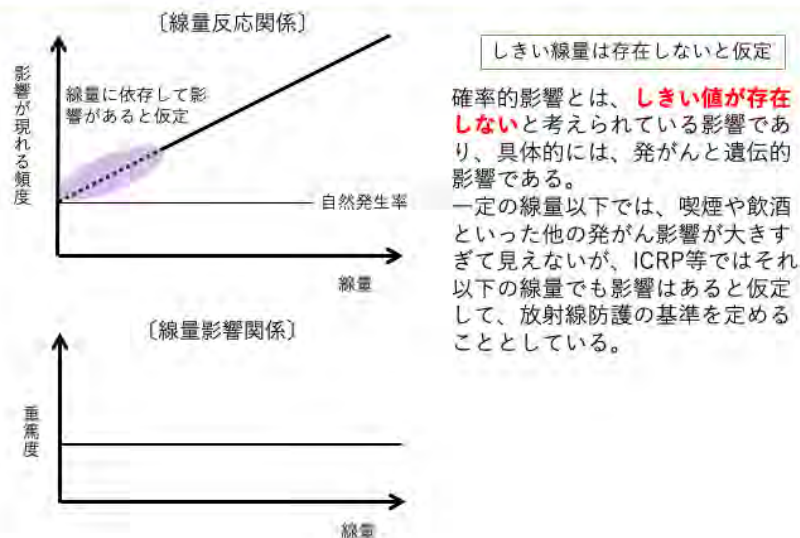 〔線量反応関係〕
影響が現れる頻度
線量に依存して影
響があると仮定
自然発生率
線量
〔線量影響関係〕
重篤度
線量
しきい線量は存在しないと仮定
確率的影響とは、しきい値が存在
しないと考えられている影響であ
り、具体的には、発がんと遺伝的
影響である。
一定の線量以下では、喫煙や飲酒
といった他の発がん影響が大きす
ぎて見えないが、ICRP等ではそれ
以下の線量でも影響はあると仮定
して、放射線防護の基準を定める
こととしている。